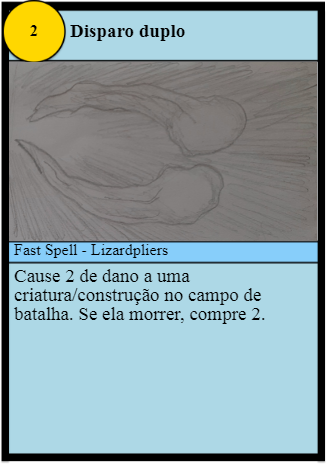 2
Disparo duplo
Fast Spell - Lizardpliers
Cause 2 de dano a uma
criatura/construção no campo de
batalha. Se ela morrer, compre 2.